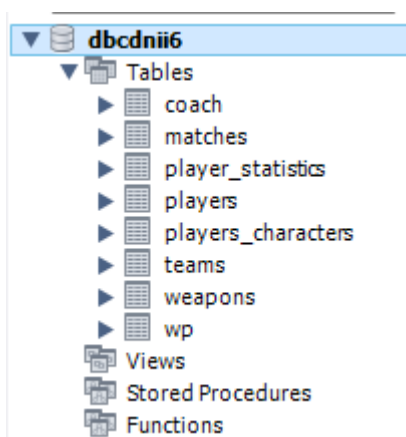 dbcdnii6
Tables
coach
matches
player_statistics
players
players_characters
teams
weapons
wp
Views
Stored Procedures
Functions